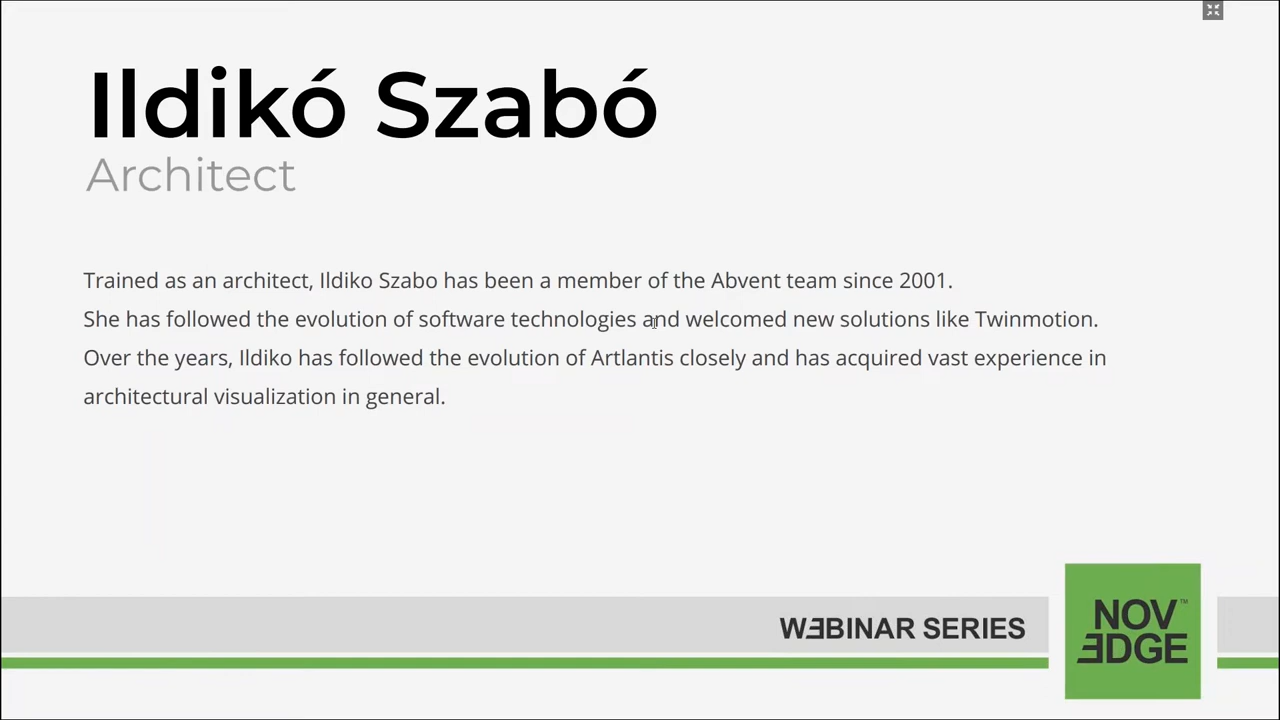 Ildikó Szabó
Architect
Trained as an architect, Ildiko Szabo has been a member of the Abvent team since 2001.
She has followed the evolution of software technologies and welcomed new solutions like Twinmotion.
Over the years, Ildiko has followed the evolution of Artlantis closely and has acquired vast experience in
architectural visualization in general.
WEBINAR SERIES
NOV™
EDGE